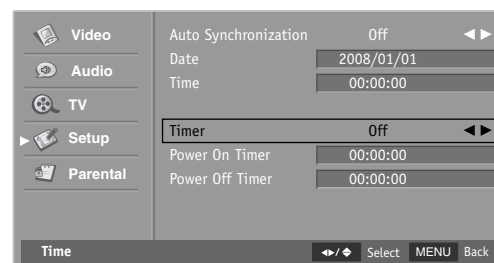 Video
Audio
TV
Setup
Parental
Auto Synchronization Off
Date 2008/01/01
Time 00:00:00
Timer Off
Power On Timer 00:00:00
Power Off Timer 00:00:00
Time Select MENU Back